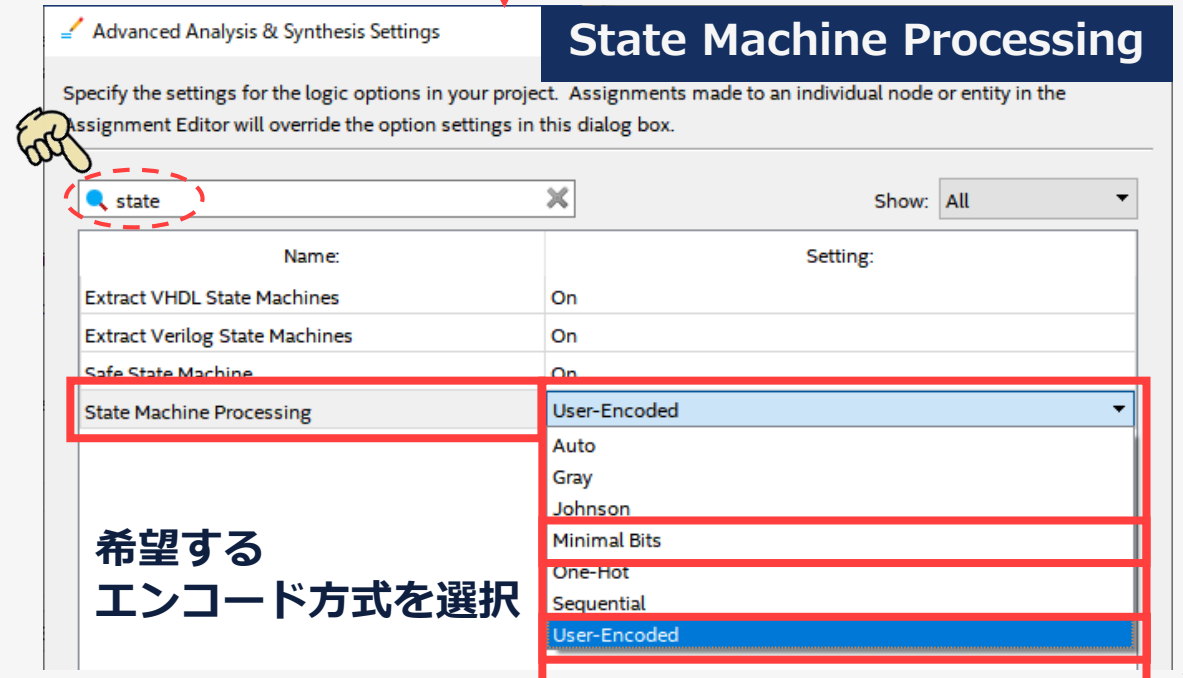 Advanced Analysis & Synthesis Settings
State Machine Processing
Specify the settings for the logic options in your project. Assignments made to an individual node or entity in the
Assignment Editor will override the option settings in this dialog box.
state
Show: All
Name: Setting:
Extract VHDL State Machines On
Extract Verilog State Machines On
Safe State Machine On
State Machine Processing User-Encoded
Auto
Gray
Johnson
Minimal Bits
One-Hot
Sequential
User-Encoded
希望する
エンコード方式を選択